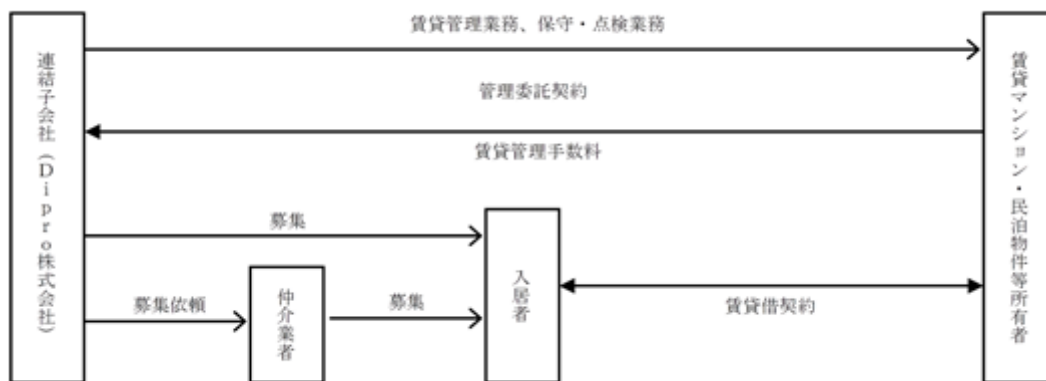 賃貸管理業務、保守・点検業務
連結子会社（Dipro株式会社）
賃貸マンション・民泊物件等所有者
管理委託契約
賃貸管理手数料
募集
入居者
仲介業者
募集依頼
募集
賃貸借契約